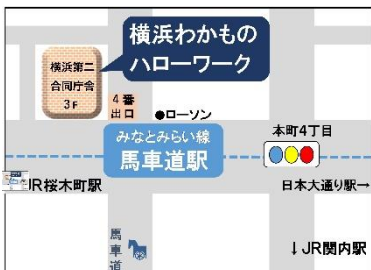 横浜わかもの
ハローワーク
横浜第二
合同庁舎
3F
4番
出口
●ローソン
みなとみらい線
馬車道駅
本町4丁目
JR桜木町駅
日本大通り駅→
馬車道
↓JR関内駅